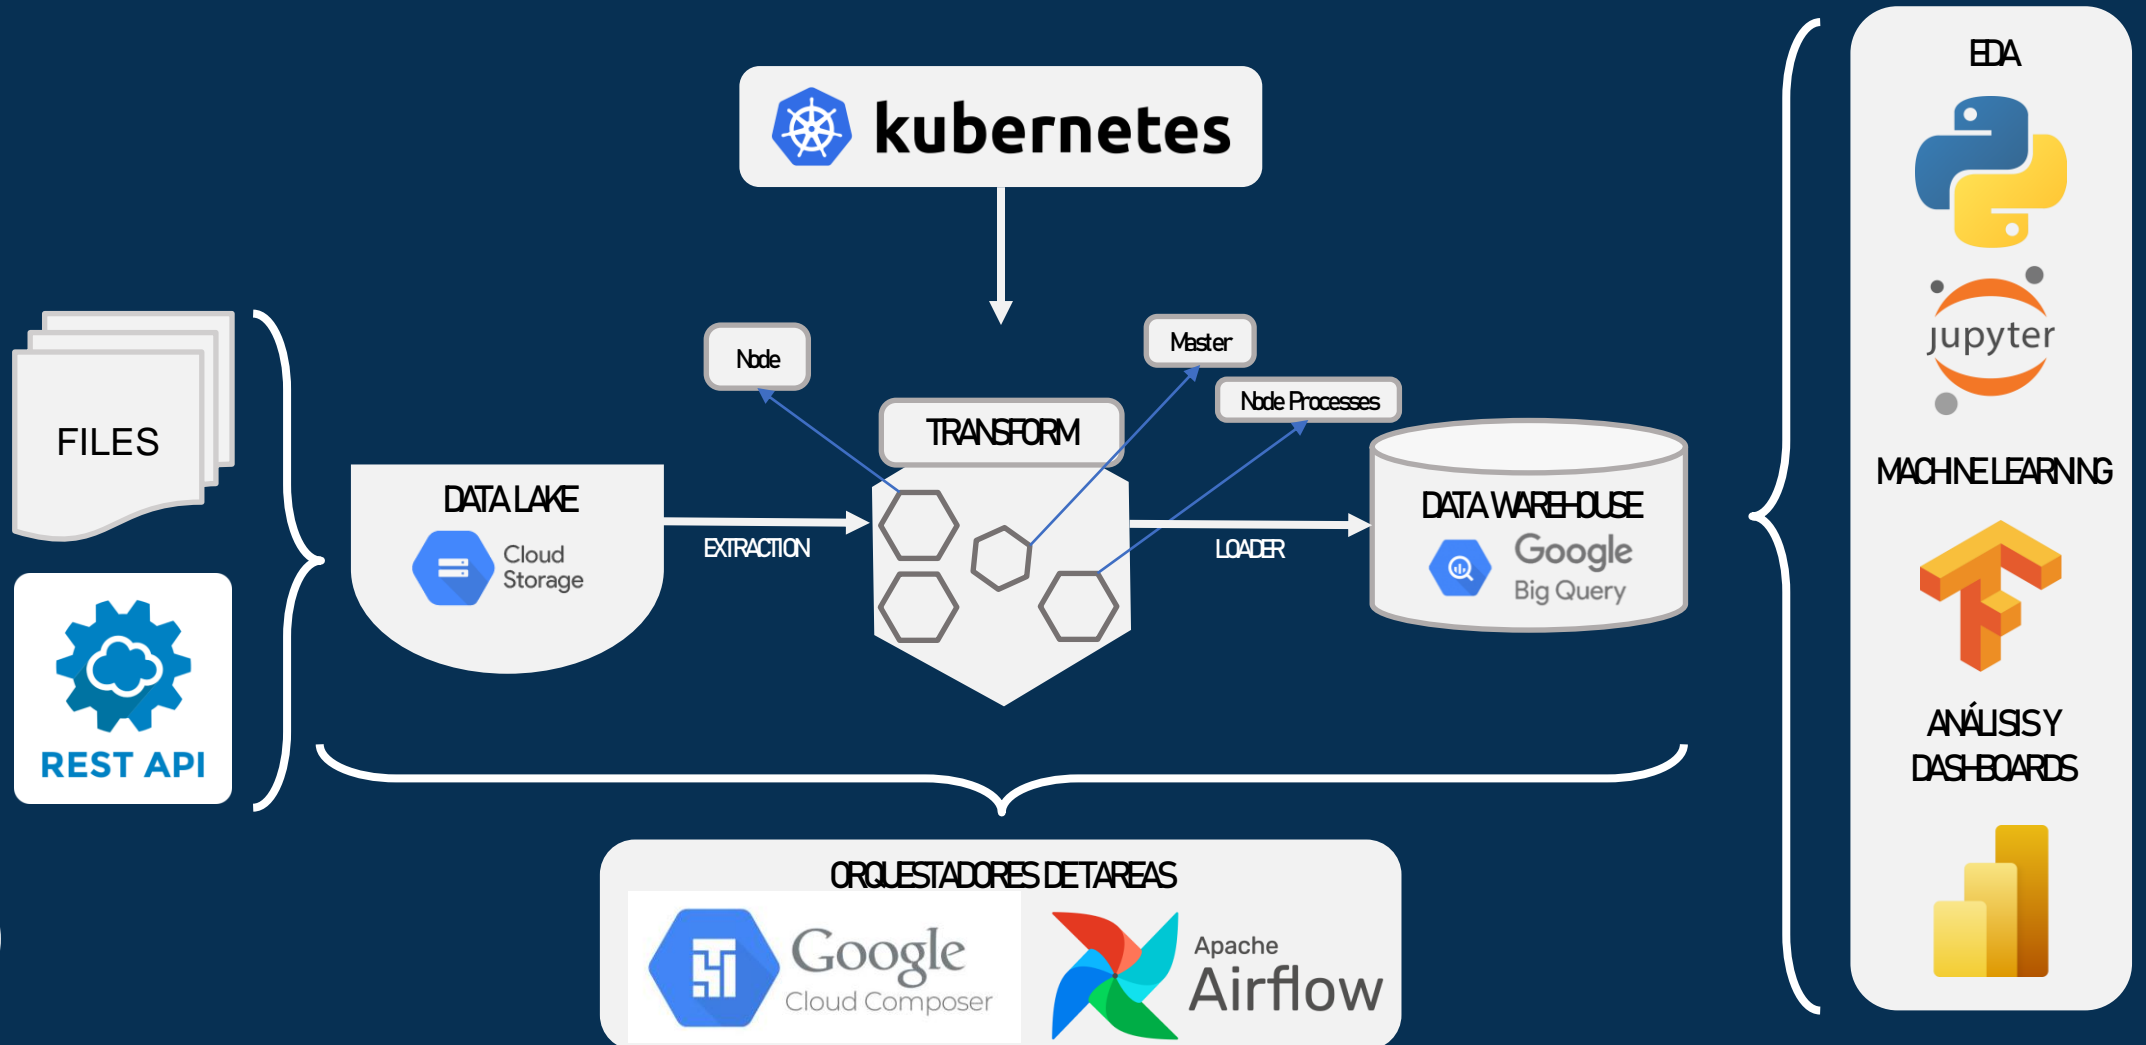 kubernetes
EDA
jupyter
MACHINE LEARNING
ANÁLISIS Y
DASHBOARDS
FILES
REST API
Node
Master
Node Processes
TRANSFORM
DATA LAKE
Cloud
Storage
EXTRACTION
LOADER
DATA WAREHOUSE
Google
Big Query
ORQUESTADORES DE TAREAS
Google
Cloud Composer
Apache
Airflow